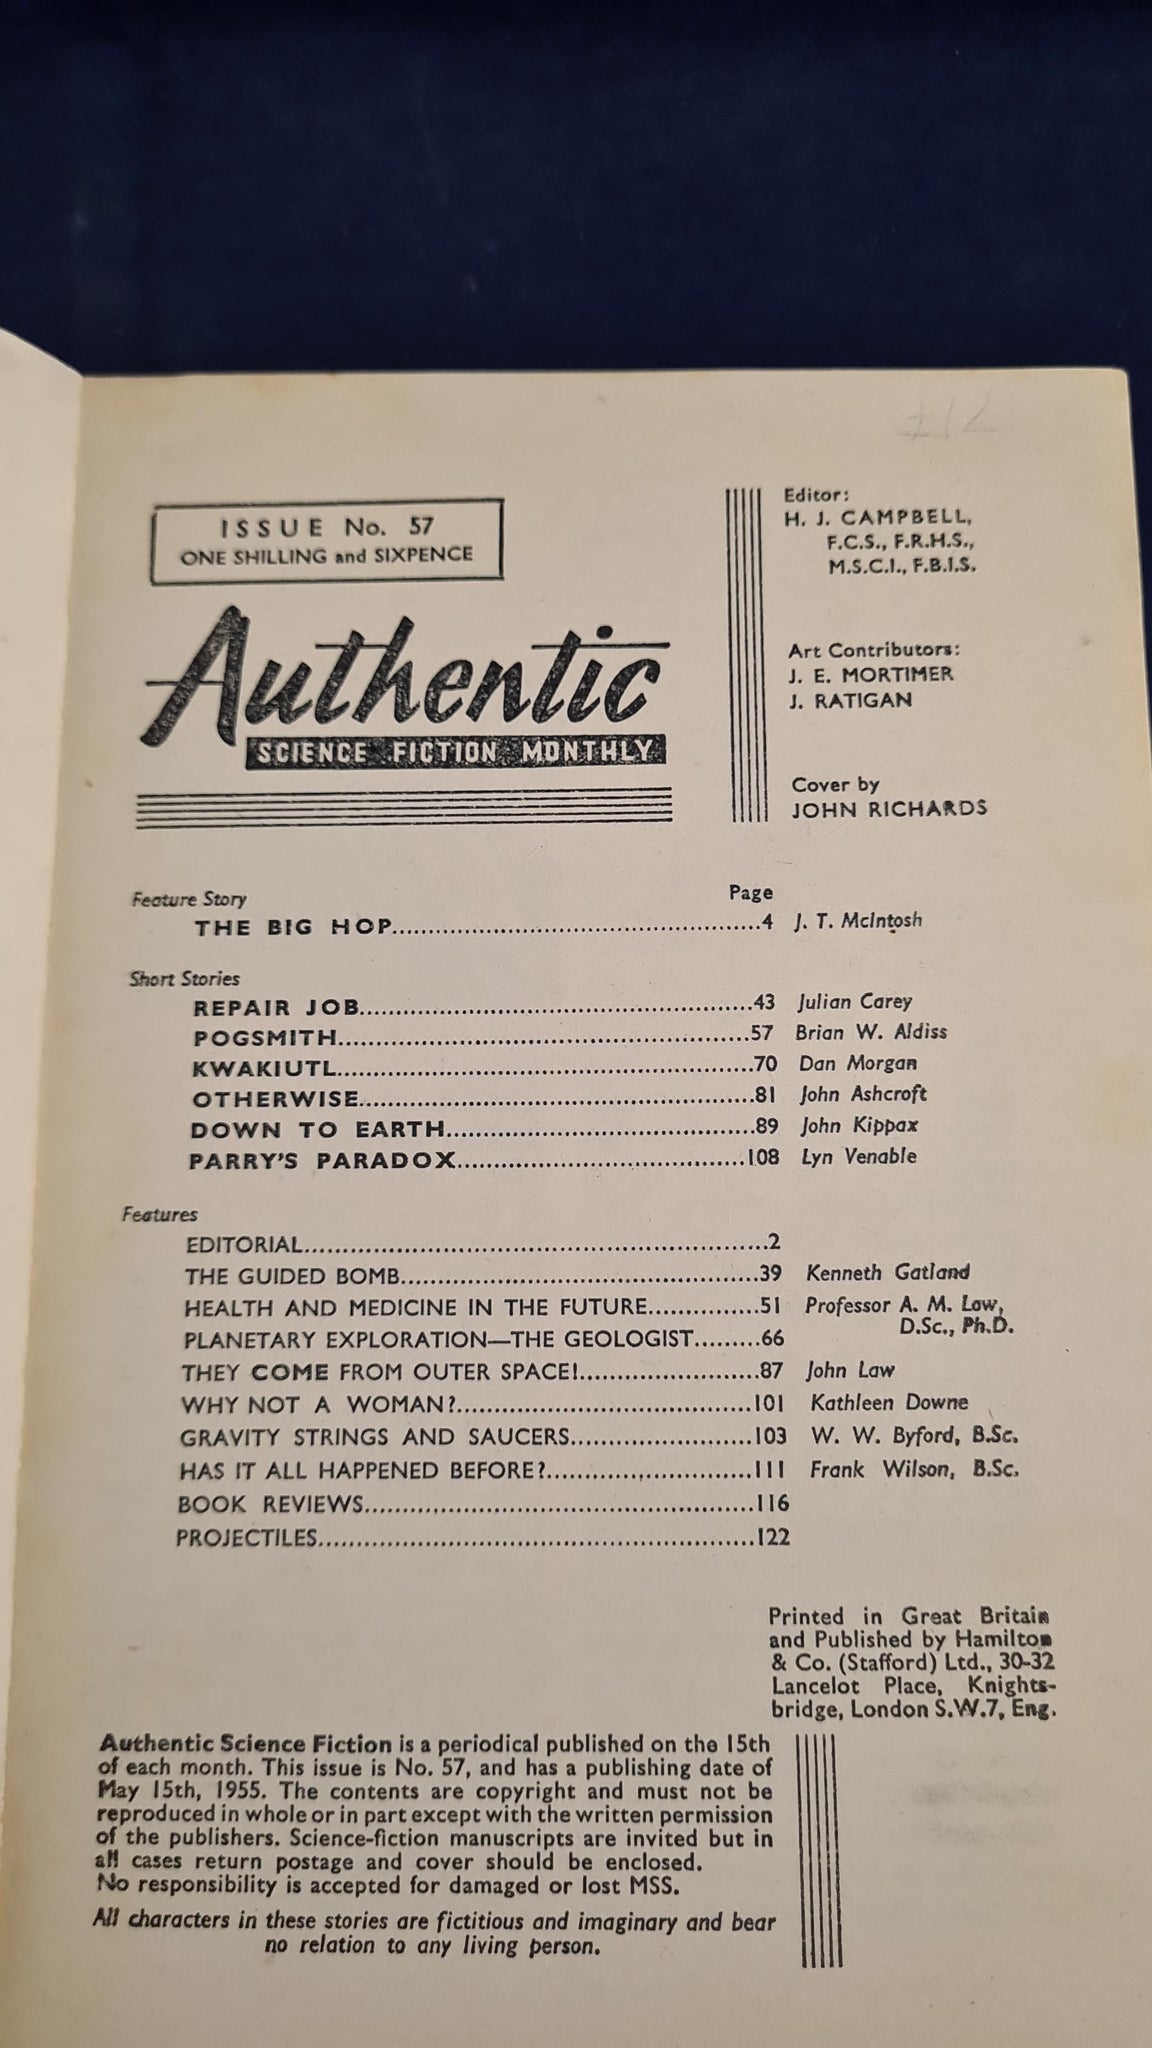 ISSUE No. 57
ONE SHILLING and SIXPENCE
Authentic
SCIENCE FICTION MONTHLY
Editor:
H. J. CAMPBELL,
F.C.S., F.R.H.S.,
M.S.C.I., F.B.I.S.
Art Contributors:
J. E. MORTIMER
J. RATIGAN
Cover by
JOHN RICHARDS
Feature Story Page
THE BIG HOP..........4 J. T. McIntosh
Short Stories
REPAIR JOB..........43 Julian Carey
POGSMITH..........57 Brian W. Aldiss
KWAKIUTL..........70 Dan Morgan
OTHERWISE..........81 John Ashcroft
DOWN TO EARTH..........89 John Kippax
PARRY'S PARADOX..........108 Lyn Venable
Features
EDITORIAL..........2
THE GUIDED BOMB..........39 Kenneth Gatland
HEALTH AND MEDICINE IN THE FUTURE..........51 Professor A. M. Low,
D.Sc., Ph.D.
PLANETARY EXPLORATION—THE GEOLOGIST..........66
THEY COME FROM OUTER SPACE!..........87 John Law
WHY NOT A WOMAN?..........101 Kathleen Downe
GRAVITY STRINGS AND SAUCERS..........103 W. W. Byford, B.Sc.
HAS IT ALL HAPPENED BEFORE?..........111 Frank Wilson, B.Sc.
BOOK REVIEWS..........116
PROJECTILES..........122
Printed in Great Britain
and Published by Hamilton
& Co. (Stafford) Ltd., 30-32
Lancelot Place, Knights-
bridge, London S.W.7, Eng.
Authentic Science Fiction is a periodical published on the 15th
of each month. This issue is No. 57, and has a publishing date of
May 15th, 1955. The contents are copyright and must not be
reproduced in whole or in part except with the written permission
of the publishers. Science-fiction manuscripts are invited but in
all cases return postage and cover should be enclosed.
No responsibility is accepted for damaged or lost MSS.
All characters in these stories are fictitious and imaginary and bear
no relation to any living person.